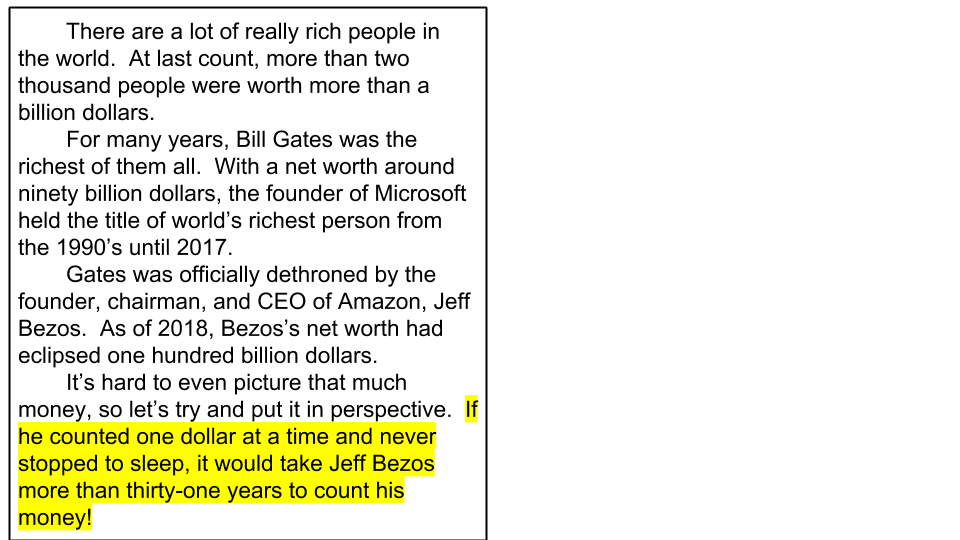 There are a lot of really rich people in
the world.  At last count, more than two
thousand people were worth more than a
billion dollars.
For many years, Bill Gates was the
richest of them all.  With a net worth around
ninety billion dollars, the founder of Microsoft
held the title of world’s richest person from
the 1990’s until 2017.
Gates was officially dethroned by the
founder, chairman, and CEO of Amazon, Jeff
Bezos.  As of 2018, Bezos’s net worth had
eclipsed one hundred billion dollars.
It’s hard to even picture that much
money, so let’s try and put it in perspective.  If
he counted one dollar at a time and never
stopped to sleep, it would take Jeff Bezos
more than thirty-one years to count his
money!